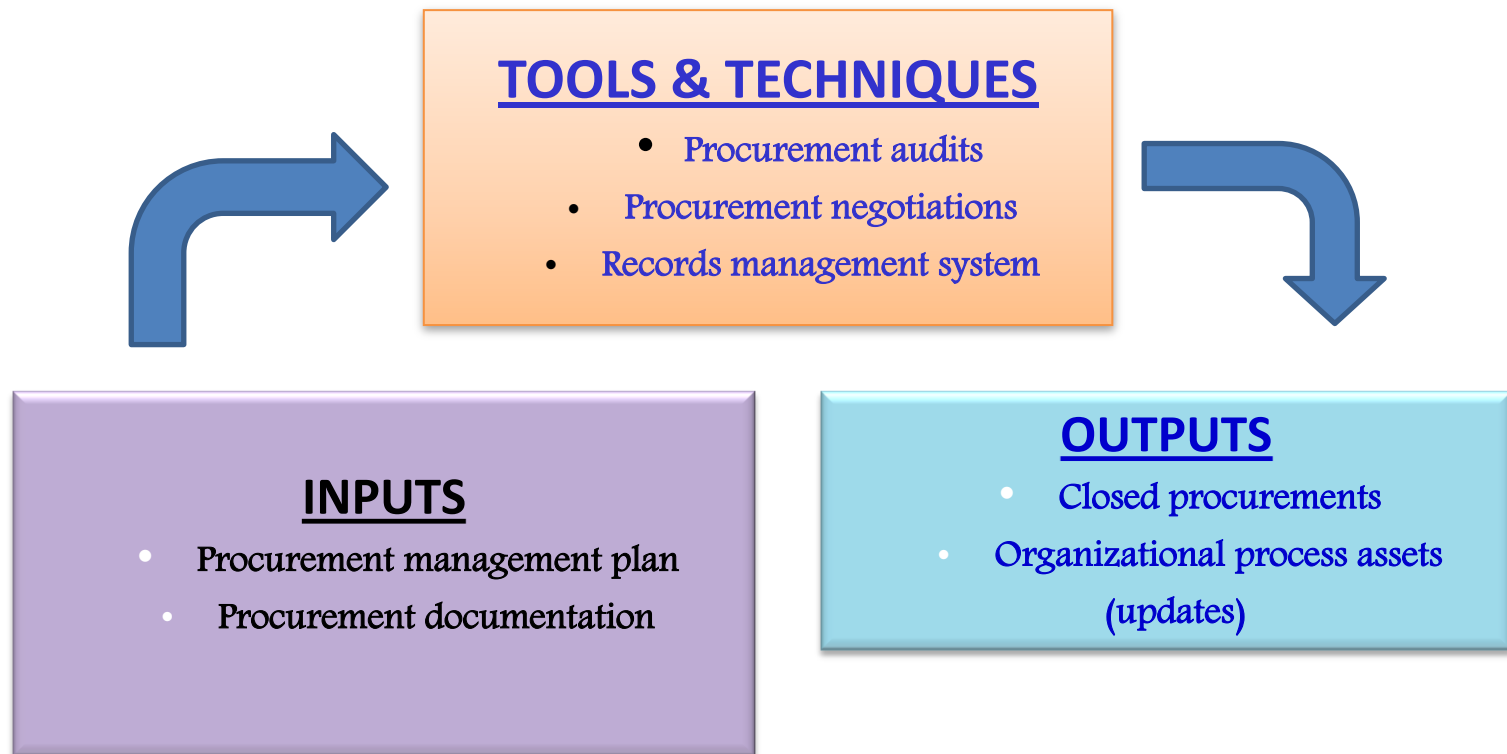 TOOLS & TECHNIQUES
• Procurement audits
• Procurement negotiations
• Records management system
INPUTS
• Procurement management plan
• Procurement documentation
OUTPUTS
• Closed procurements
• Organizational process assets
(updates)